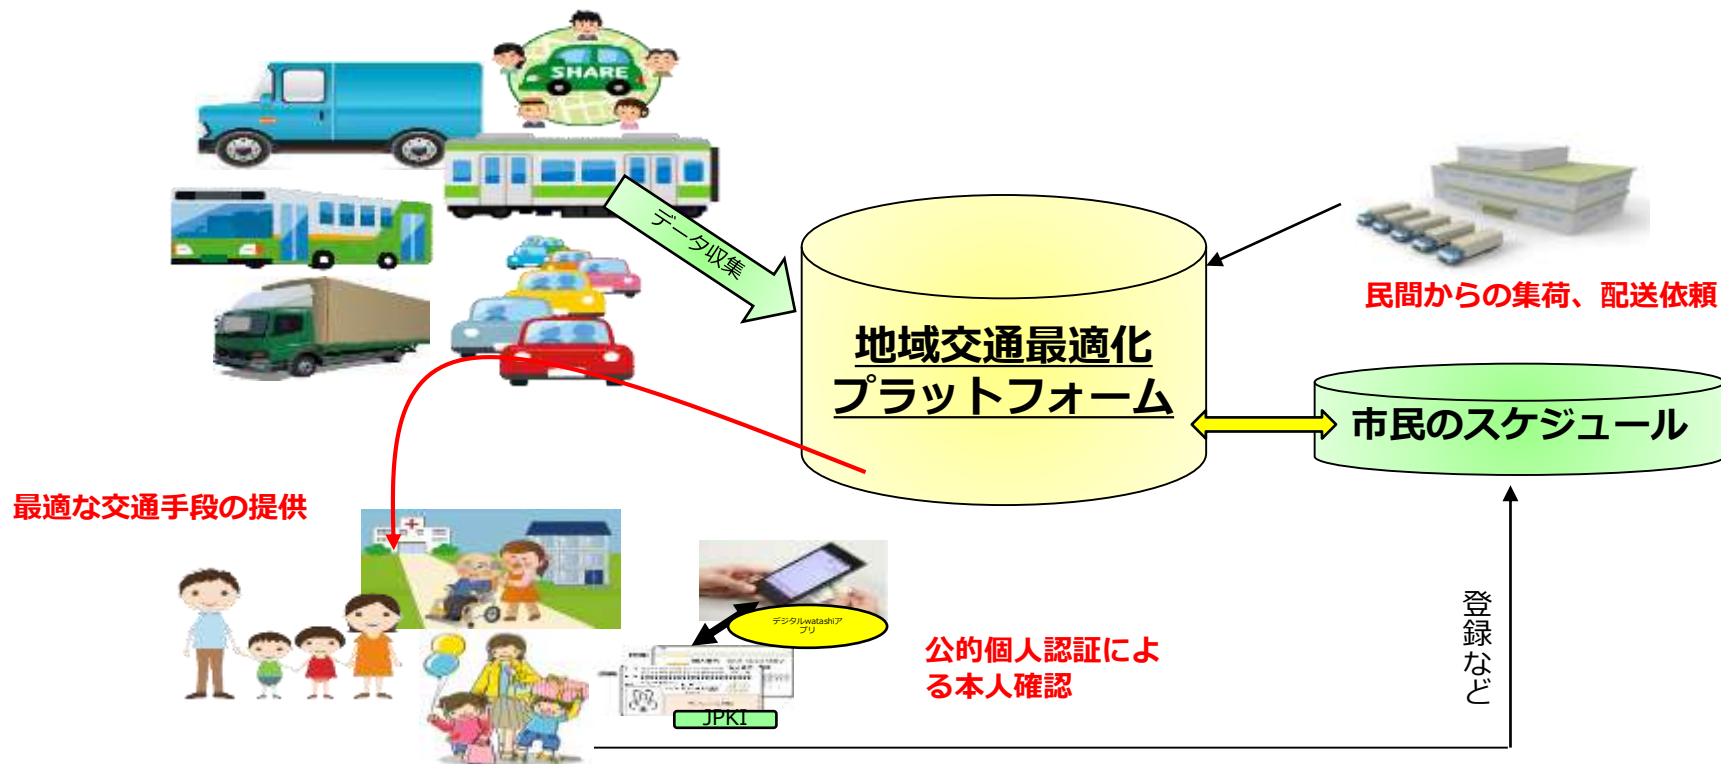 SHARE
データ収集
地域交通最適化
プラットフォーム
民間からの集荷、配送依頼
市民のスケジュール
最適な交通手段の提供
デジタルwatashiア
プリ
公的個人認証によ
る本人確認
JPKI
登録など